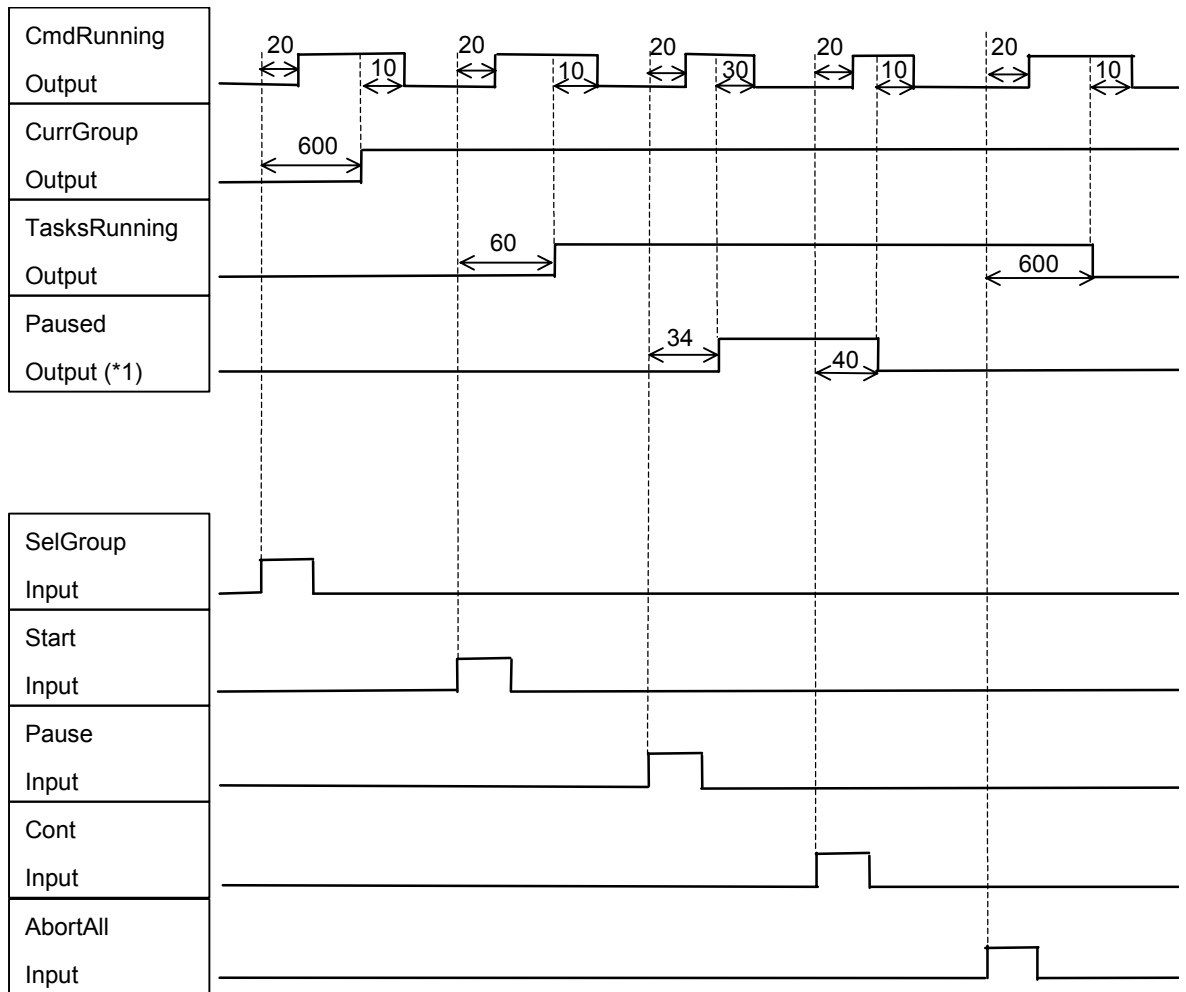 CmdRunning
Output
20
10
20
10
20
30
20
10
20
10
CurrGroup
Output
600
TasksRunning
Output
60
600
Paused
Output (*1)
34
40
SelGroup
Input
Start
Input
Pause
Input
Cont
Input
AbortAll
Input